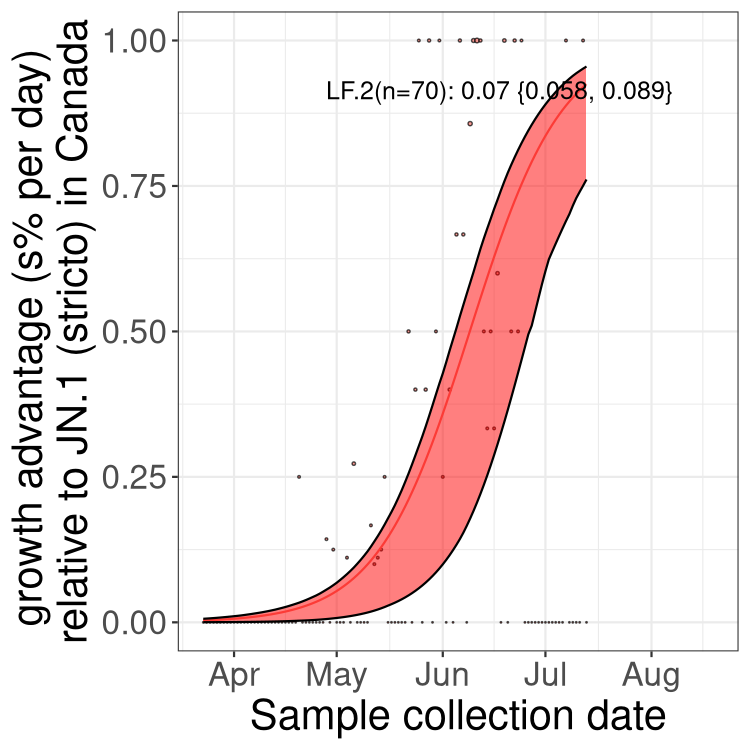 growth advantage (s% per day)
relative to JN.1 (stricto) in Canada
1.00
0.75
0.50
0.25
0.00
LF.2(n=70): 0.07 {0.058, 0.089}
Apr May Jun Jul Aug
Sample collection date